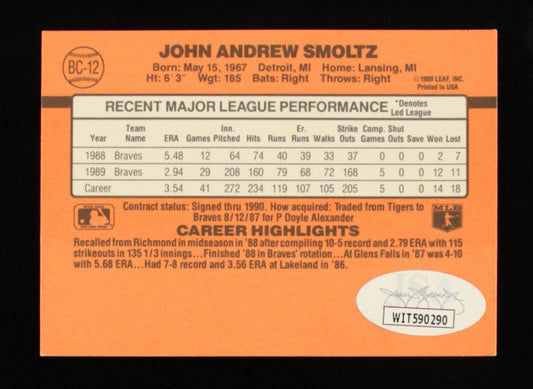 BC-12
JOHN ANDREW SMOLTZ
Born: May 15, 1967 Detroit, MI Home: Lansing, MI
Ht: 6'3" Wgt: 185 Bats: Right Throws: Right
© 1989 LEAF, INC.
Printed in USA
RECENT MAJOR LEAGUE PERFORMANCE *Denotes Led League
Year Team Name ERA Games Inn. Pitched Hits Runs Er. Runs Walks Strike Outs Comp. Games Shut Outs Save Won Lost
1988 Braves 5.48 12 64 74 40 39 33 37 0 0 0 2 7
1989 Braves 2.94 29 208 160 79 68 72 168 5 0 0 12 11
Career 3.54 41 272 234 119 107 105 205 5 0 0 14 18
Contract status: Signed thru 1990. How acquired: Traded from Tigers to
Braves 8/12/87 for P Doyle Alexander
MLB
CAREER HIGHLIGHTS
Recalled from Richmond in midseason in '88 after compiling 10-5 record and 2.79 ERA with 115
strikeouts in 135 1/3 innings...Finished '88 in Braves' rotation...At Glens Falls in '87 was 4-10
with 5.68 ERA...Had 7-8 record and 3.56 ERA at Lakeland in '86.
JSA
WIT590290